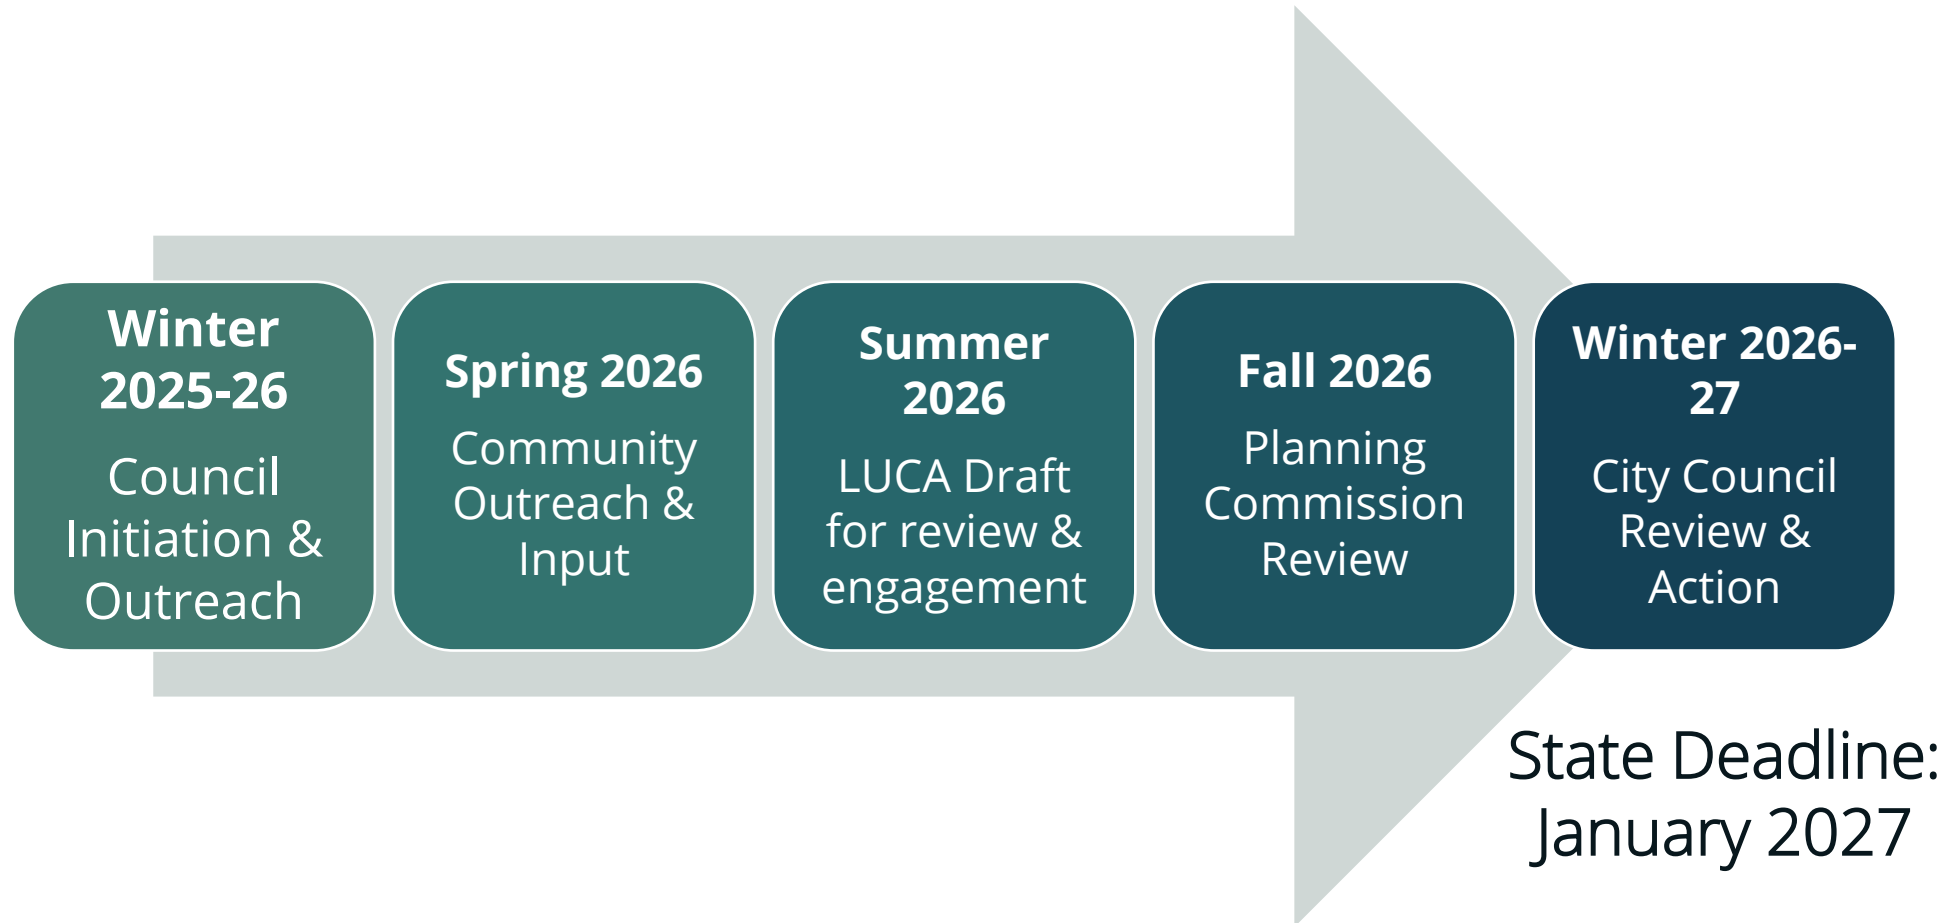 Winter
2025-26
Council
Initiation &
Outreach
Spring 2026
Community
Outreach &
Input
Summer
2026
LUCA Draft
for review &
engagement
Fall 2026
Planning
Commission
Review
Winter 2026-
27
City Council
Review &
Action
State Deadline:
January 2027